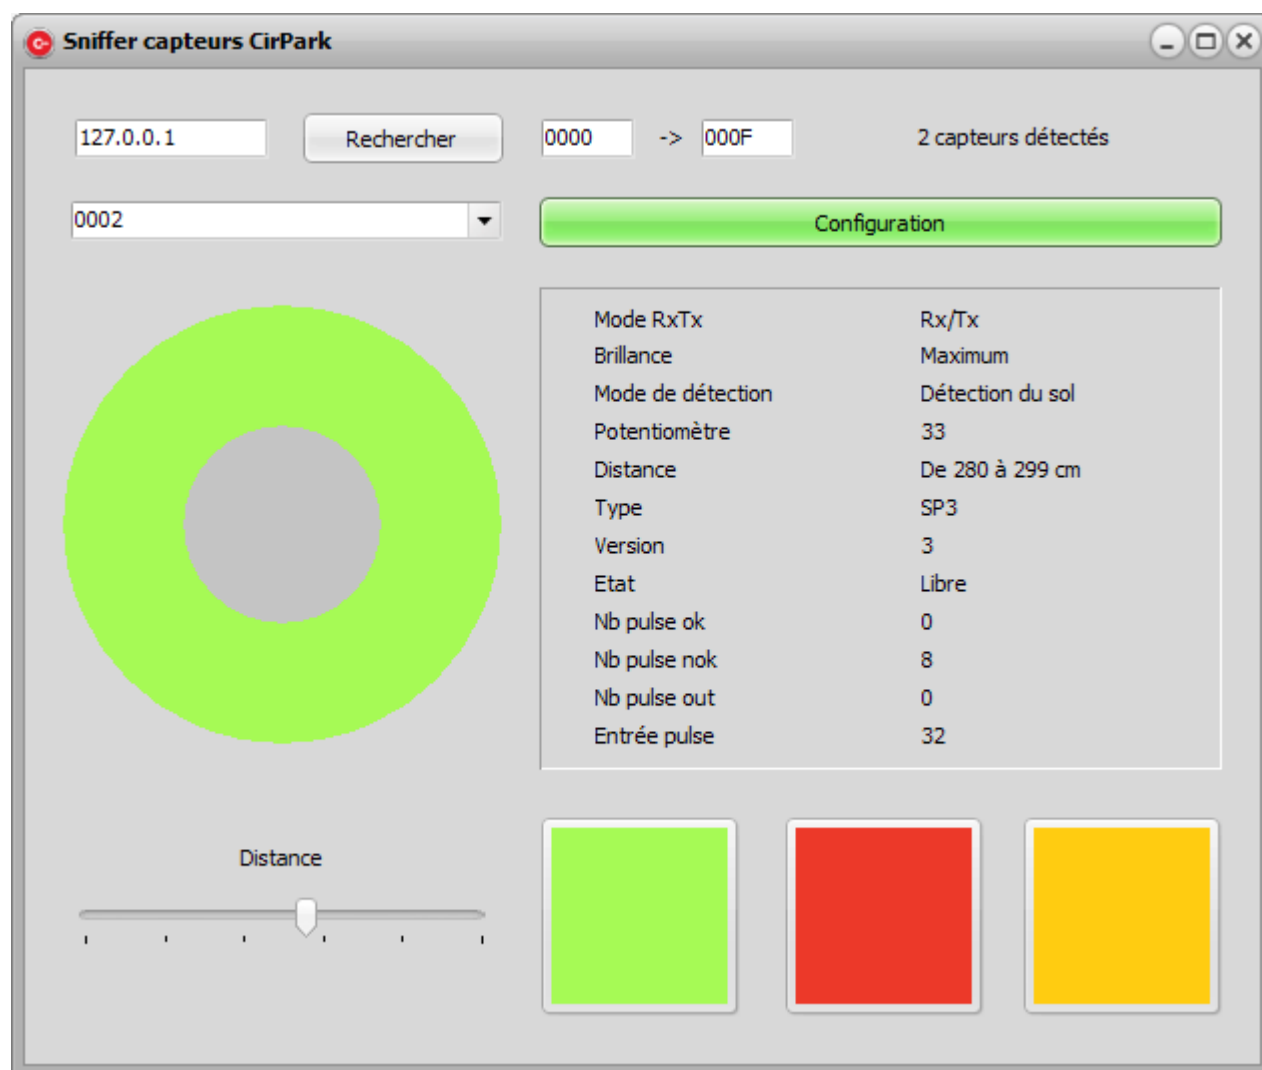 Sniffer capteurs CirPark
127.0.0.1 Rechercher 0000 -> 000F 2 capteurs détectés
0002 Configuration
Mode RxTx Rx/Tx
Brillance Maximum
Mode de détection Détection du sol
Potentiomètre 33
Distance De 280 à 299 cm
Type SP3
Version 3
Etat Libre
Nb pulse ok 0
Nb pulse nok 8
Nb pulse out 0
Entrée pulse 32
Distance